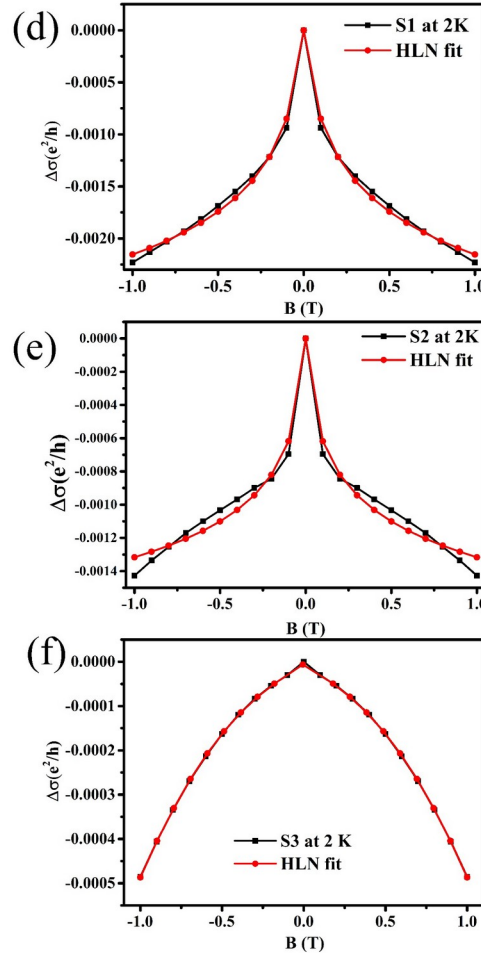 (d)
0.0000
-0.0005
-0.0010
-0.0015
-0.0020
Δσ(e²/h)
S1 at 2K
HLN fit
-1.0 -0.5 0.0 0.5 1.0
B (T)
(e)
0.0000
-0.0002
-0.0004
-0.0006
-0.0008
-0.0010
-0.0012
-0.0014
Δσ(e²/h)
S2 at 2K
HLN fit
-1.0 -0.5 0.0 0.5 1.0
B (T)
(f)
0.0000
-0.0001
-0.0002
-0.0003
-0.0004
-0.0005
Δσ(e²/h)
S3 at 2 K
HLN fit
-1.0 -0.5 0.0 0.5 1.0
B (T)